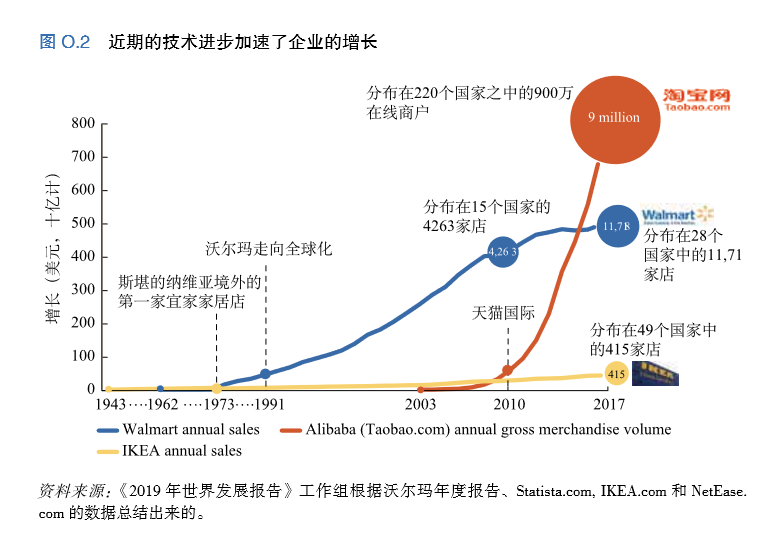 图 O.2 近期的技术进步加速了企业的增长
分布在220个国家之中的900万
在线商户
淘宝网
Taobao.com
9 million
800
700
600
500
400
300
200
100
0
增长（美元，十亿计）
分布在15个国家的
4263家店
4,26 3
Walmart
11,718
分布在28个
国家中的11,71
家店
沃尔玛走向全球化
斯堪的纳维亚境外的
第一家宜家家居店
天猫国际
分布在49个国家中
的415家店
415
IKEA
1943 ···· 1962 ···· 1973 ···· 1991 2003 2010 2017
Walmart annual sales
Alibaba (Taobao.com) annual gross merchandise volume
IKEA annual sales
资料来源：《2019 年世界发展报告》工作组根据沃尔玛年度报告、Statista.com, IKEA.com 和 NetEase.
com 的数据总结出来的。